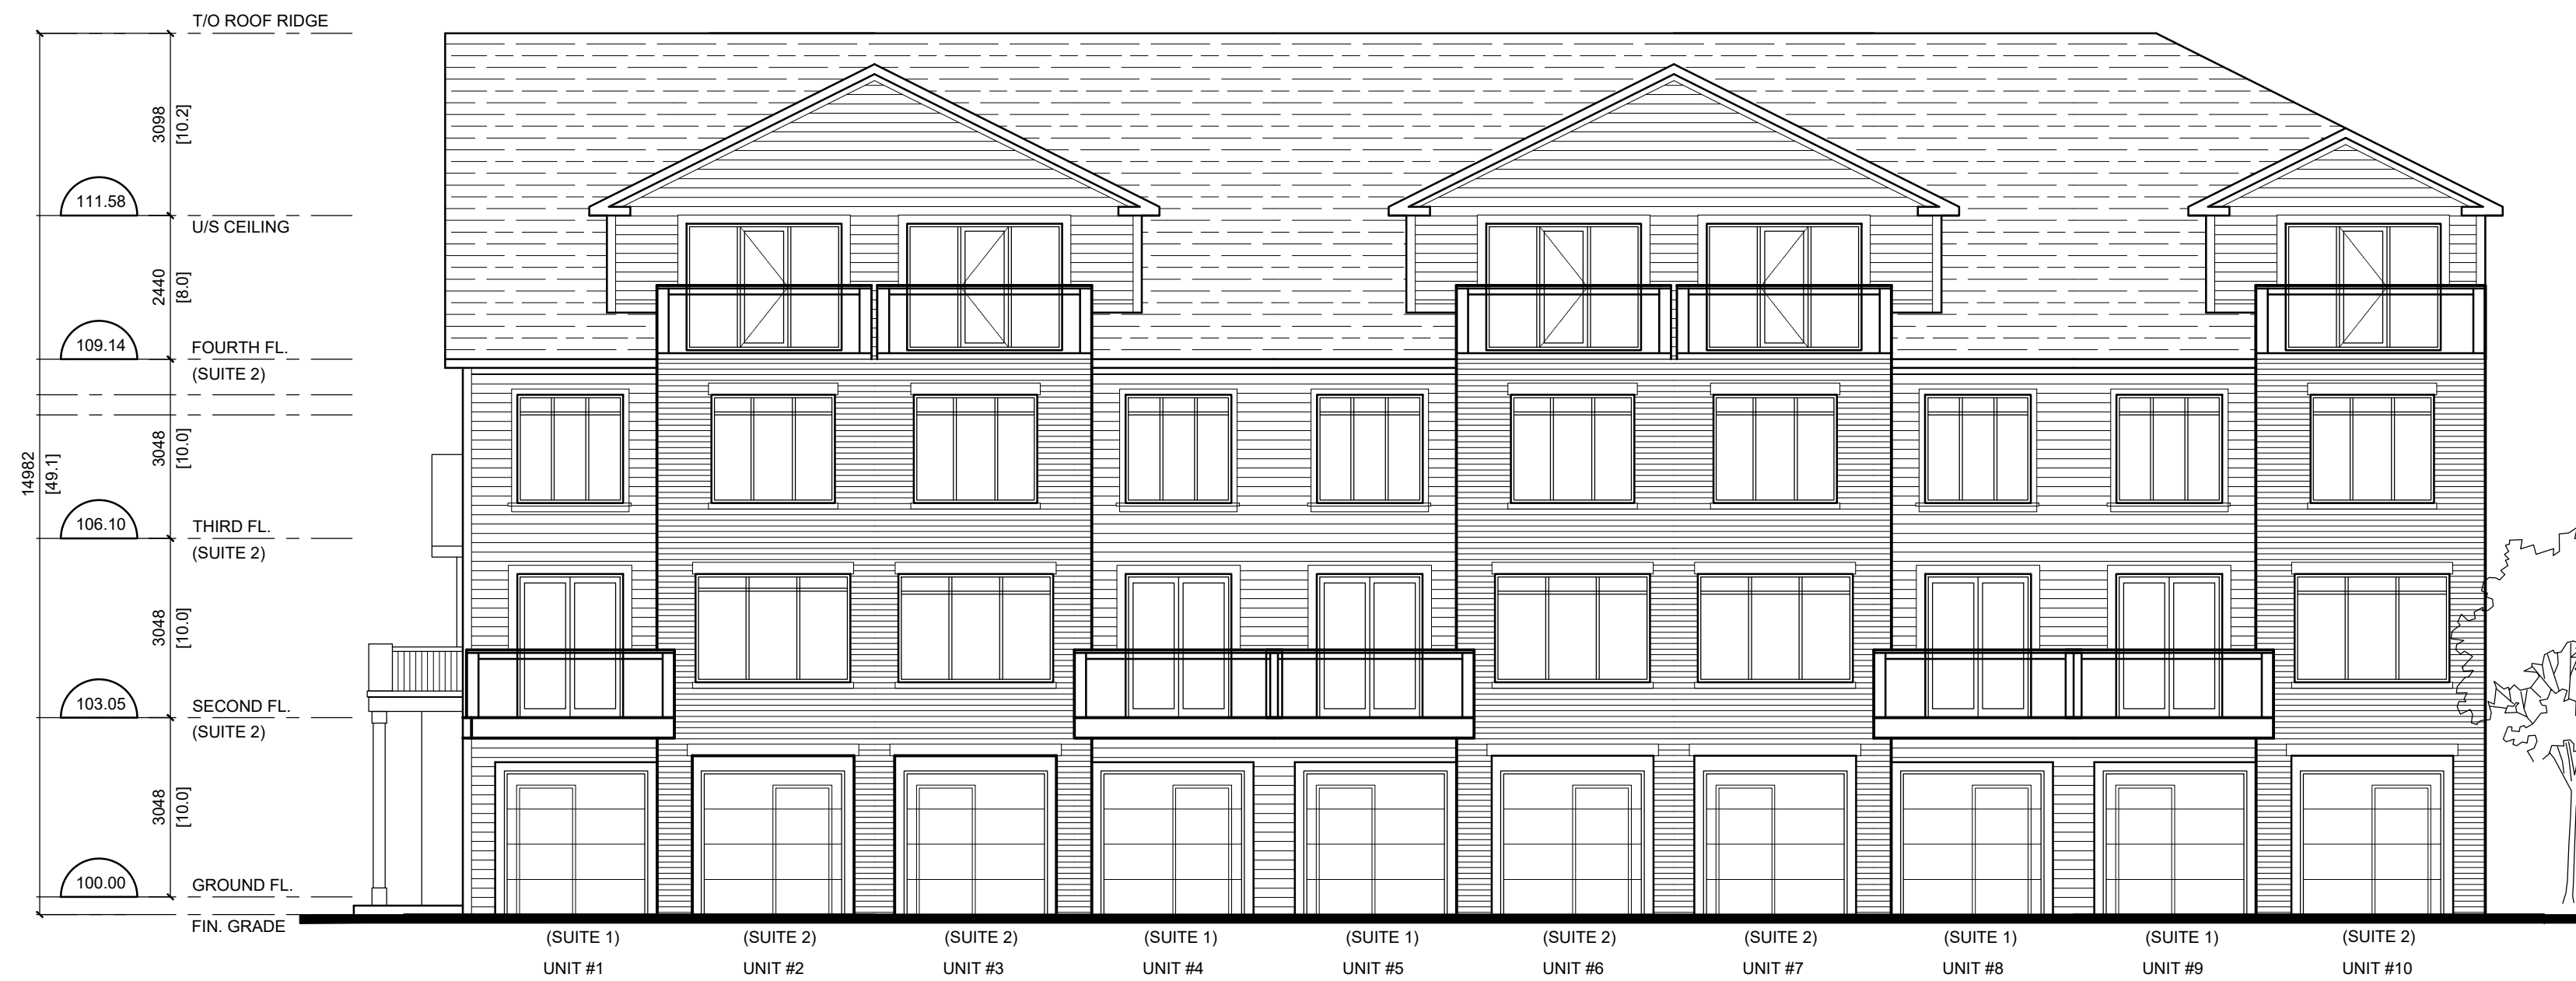 T/O ROOF RIDGE
3098
[10.2]
111.58
U/S CEILING
2440
[8.0]
109.14
FOURTH FL.
(SUITE 2)
3048
[10.0]
14982
[49.1]
106.10
THIRD FL.
(SUITE 2)
3048
[10.0]
103.05
SECOND FL.
(SUITE 2)
3048
[10.0]
100.00
GROUND FL.
FIN. GRADE
(SUITE 1) (SUITE 2) (SUITE 2) (SUITE 1) (SUITE 1) (SUITE 2) (SUITE 2) (SUITE 1) (SUITE 1) (SUITE 2)
UNIT #1 UNIT #2 UNIT #3 UNIT #4 UNIT #5 UNIT #6 UNIT #7 UNIT #8 UNIT #9 UNIT #10